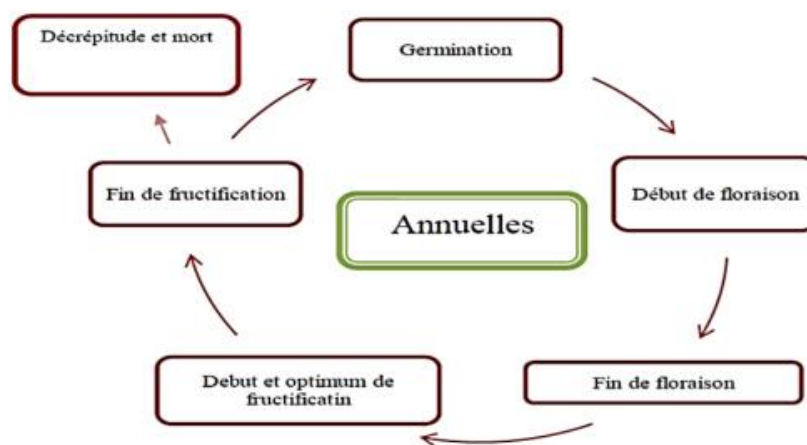 Décrépitude et mort
Germination
Fin de fructification
Début de floraison
Annuelles
Debut et optimum de
fructificatin
Fin de floraison